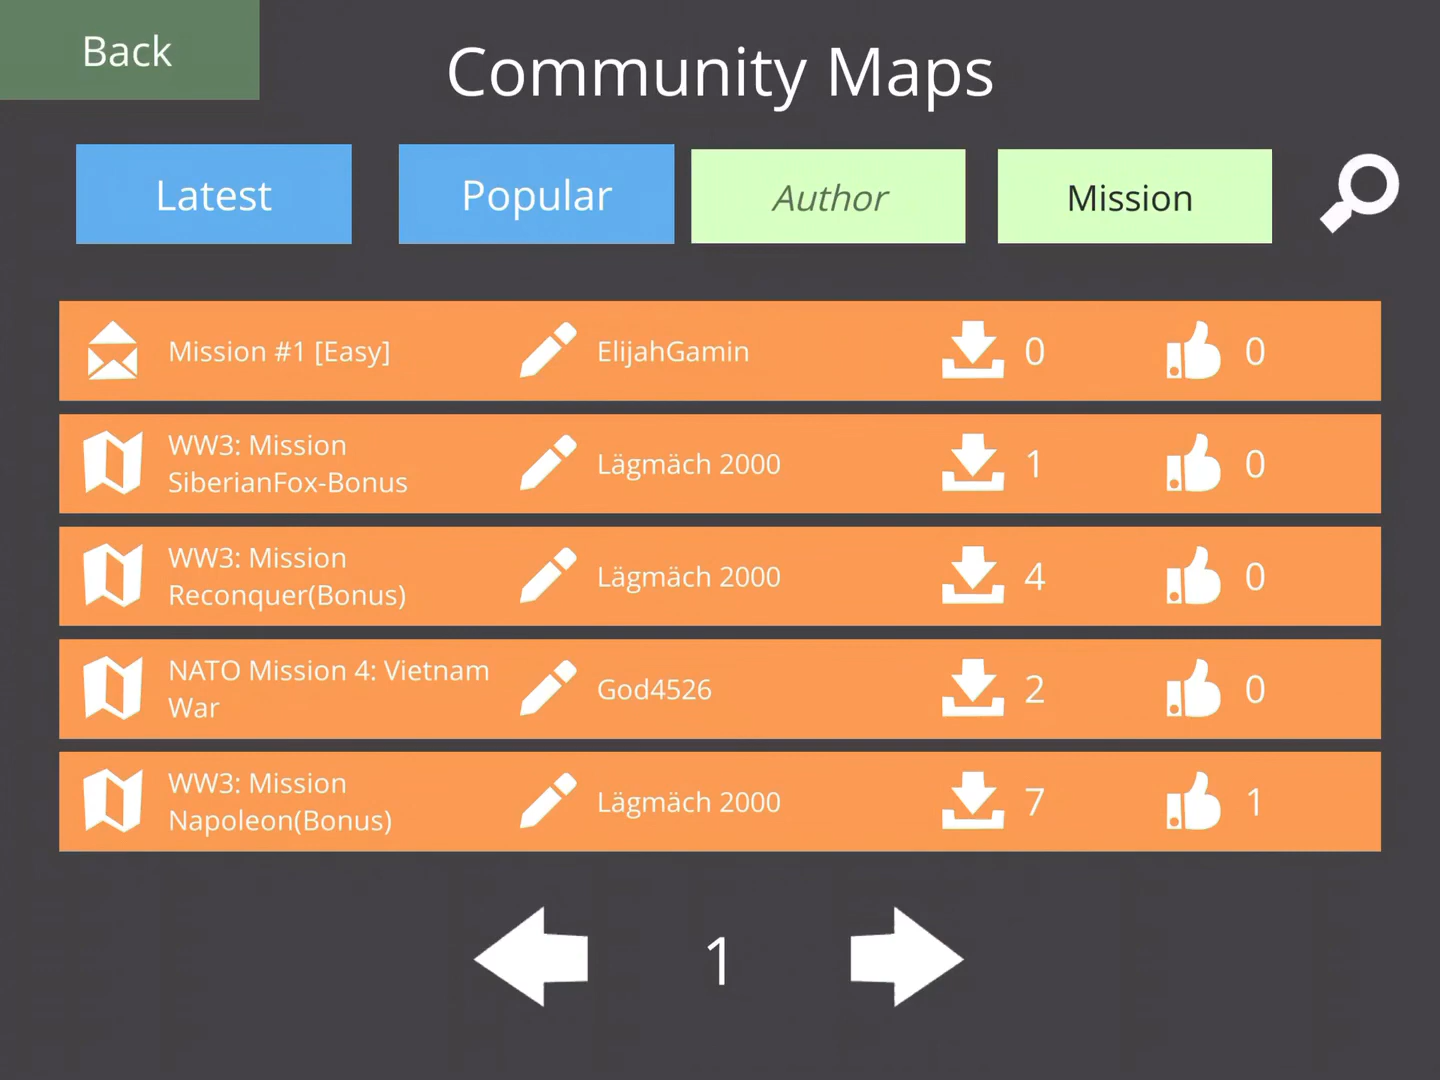 Back
Community Maps
Latest
Popular
Author
Mission
Mission #1 [Easy]
ElijahGamin
0
0
WW3: Mission
SiberianFox-Bonus
Lägmäch 2000
1
0
WW3: Mission
Reconquer(Bonus)
Lägmäch 2000
4
0
NATO Mission 4: Vietnam
War
God4526
2
0
WW3: Mission
Napoleon(Bonus)
Lägmäch 2000
7
1
1